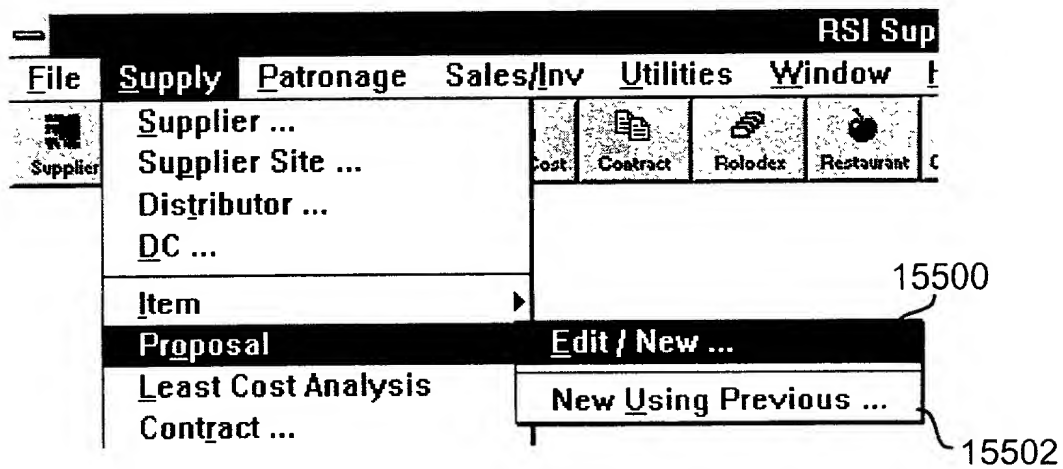 RSI Sup
File Supply Patronage Sales/Inv Utilities Window
Supplier Cost Contract Rolodex Restaurant
Supplier ...
Supplier Site ...
Distributor ...
DC ...
15500
Item
Proposal Edit / New ...
Least Cost Analysis New Using Previous ...
Contract ...
15502